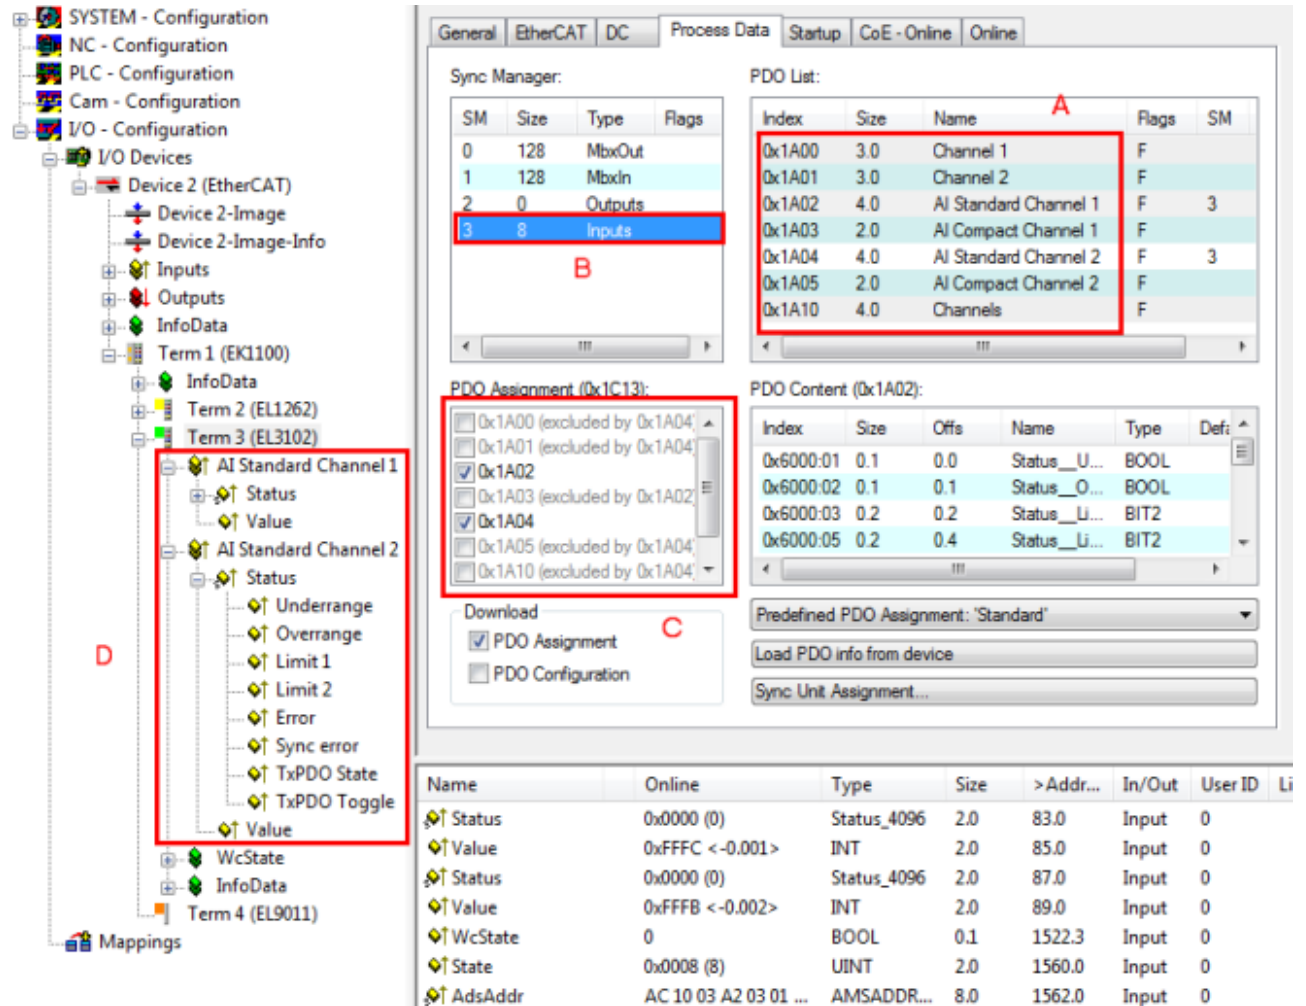 SYSTEM - Configuration
NC - Configuration
PLC - Configuration
Cam - Configuration
I/O - Configuration
I/O Devices
Device 2 (EtherCAT)
Device 2-Image
Device 2-Image-Info
Inputs
Outputs
InfoData
Term 1 (EK1100)
InfoData
Term 2 (EL1262)
Term 3 (EL3102)
AI Standard Channel 1
Status
Value
AI Standard Channel 2
Status
Underrange
Overrange
Limit 1
Limit 2
Error
Sync error
TxPDO State
TxPDO Toggle
Value
WcState
InfoData
Term 4 (EL9011)
Mappings
D
General EtherCAT DC Process Data Startup CoE - Online Online
Sync Manager:
SM Size Type Flags
0 128 MbxOut
1 128 MbxIn
2 0 Outputs
3 8 Inputs
B
PDO List:
A
Index Size Name Flags SM
0x1A00 3.0 Channel 1 F
0x1A01 3.0 Channel 2 F
0x1A02 4.0 AI Standard Channel 1 F 3
0x1A03 2.0 AI Compact Channel 1 F
0x1A04 4.0 AI Standard Channel 2 F 3
0x1A05 2.0 AI Compact Channel 2 F
0x1A10 4.0 Channels F
PDO Assignment (0x1C13):
0x1A00 (excluded by 0x1A04)
0x1A01 (excluded by 0x1A04)
0x1A02
0x1A03 (excluded by 0x1A02)
0x1A04
0x1A05 (excluded by 0x1A04)
0x1A10 (excluded by 0x1A04)
C
PDO Content (0x1A02):
Index Size Offs Name Type Defa
0x6000:01 0.1 0.0 Status__U... BOOL
0x6000:02 0.1 0.1 Status__O... BOOL
0x6000:03 0.2 0.2 Status__Li... BIT2
0x6000:05 0.2 0.4 Status__Li... BIT2
Download
PDO Assignment
PDO Configuration
Predefined PDO Assignment: 'Standard'
Load PDO info from device
Sync Unit Assignment...
Name Online Type Size >Addr... In/Out User ID Li
Status 0x0000 (0) Status_4096 2.0 83.0 Input 0
Value 0xFFFC <-0.001> INT 2.0 85.0 Input 0
Status 0x0000 (0) Status_4096 2.0 87.0 Input 0
Value 0xFFFB <-0.002> INT 2.0 89.0 Input 0
WcState 0 BOOL 0.1 1522.3 Input 0
State 0x0008 (8) UINT 2.0 1560.0 Input 0
AdsAddr AC 10 03 A2 03 01 ... AMSADDR... 8.0 1562.0 Input 0